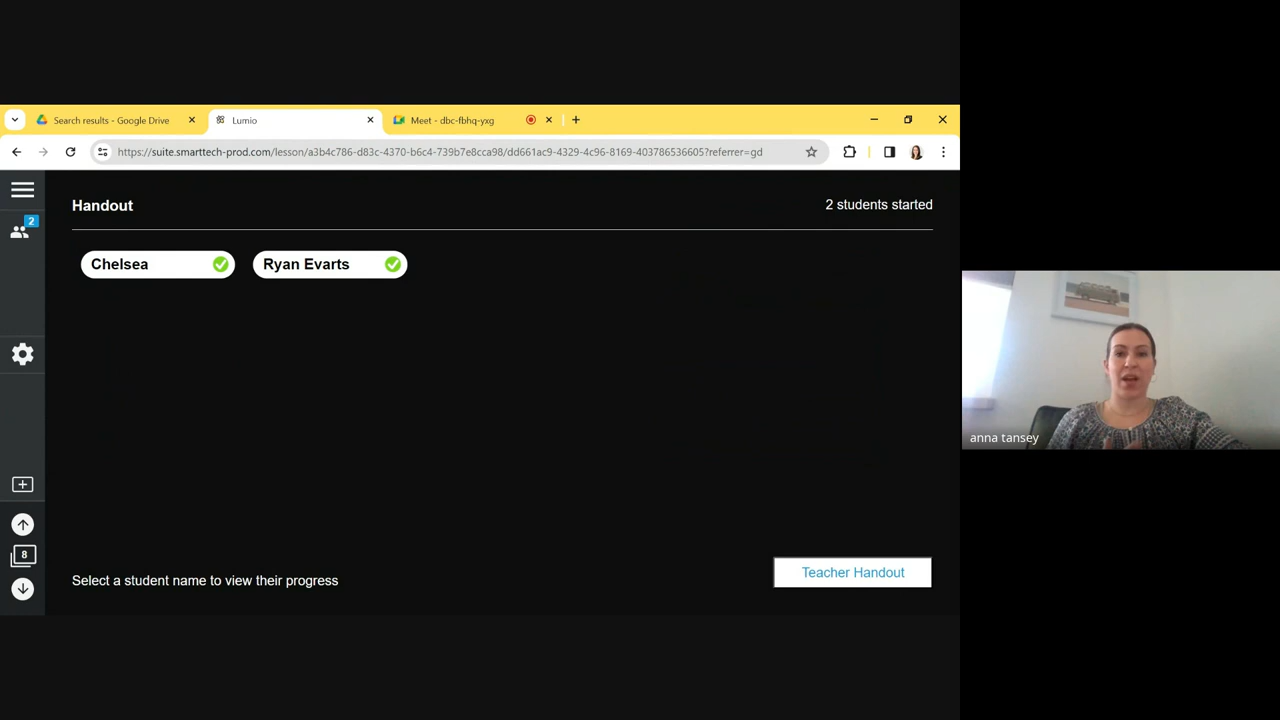 Search results - Google Drive
Lumio
Meet - dbc-fbhq-yxg
https://suite.smarttech-prod.com/lesson/a3b4c786-d83c-4370-b6c4-739b7e8cca98/dd661ac9-4329-4c96-8169-403786536605?referrer=gd
2
Handout
2 students started
Chelsea
Ryan Evarts
anna tansey
8
Teacher Handout
Select a student name to view their progress